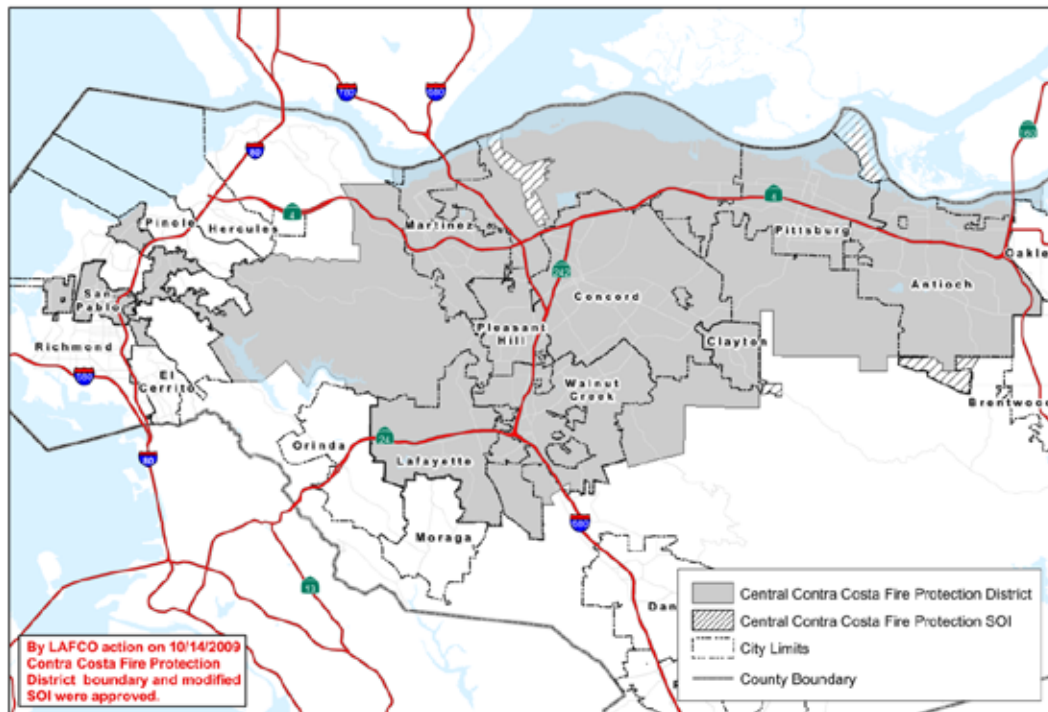 780
680
160
80
4
Pinole
Hercules
Martinez
4
Pittsburg
Oakle
242
San
Pablo
Concord
Antioch
Richmond
Pleasant
Hill
Clayton
580
El
Cerrito
Walnut
Creek
Brentwood
Orinda
24
80
Lafayette
680
Moraga
13
Dan
Central Contra Costa Fire Protection District
Central Contra Costa Fire Protection SOI
City Limits
County Boundary
By LAFCO action on 10/14/2009
Contra Costa Fire Protection
District boundary and modified
SOI were approved.